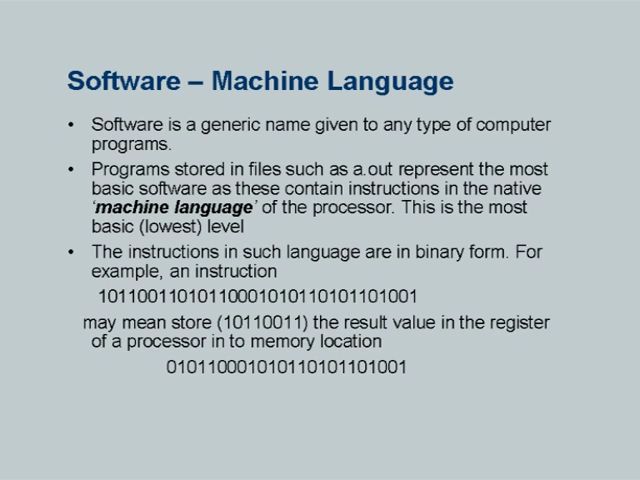 Software – Machine Language
• Software is a generic name given to any type of computer
programs.
• Programs stored in files such as a.out represent the most
basic software as these contain instructions in the native
‘machine language’ of the processor. This is the most
basic (lowest) level
• The instructions in such language are in binary form. For
example, an instruction
10110011010110001010110101101001
may mean store (10110011) the result value in the register
of a processor in to memory location
010110001010110101101001